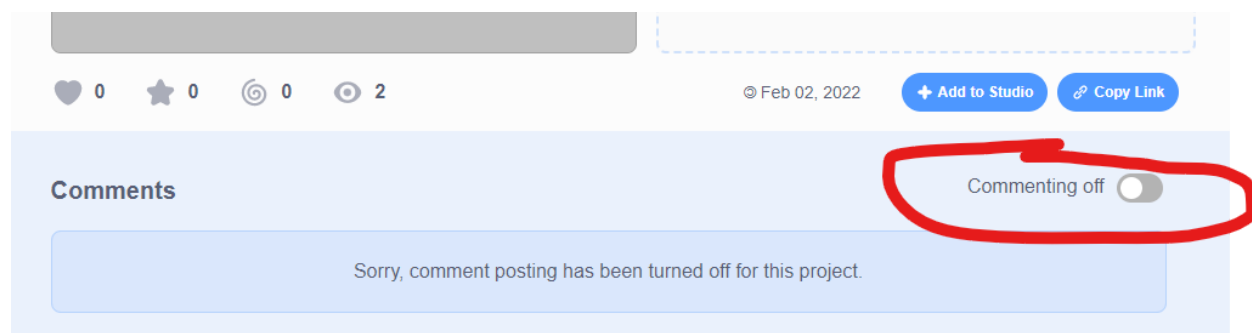 0 0 0 2 Feb 02, 2022 Add to Studio Copy Link
Comments Commenting off
Sorry, comment posting has been turned off for this project.